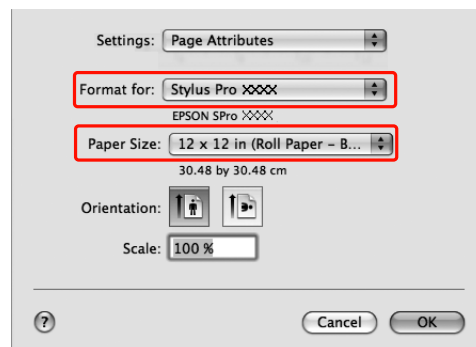 Settings: Page Attributes
Format for: Stylus Pro XXXX
EPSON SPro XXXX
Paper Size: 12 x 12 in (Roll Paper – B...
30.48 by 30.48 cm
Orientation:
Scale: 100 %
? Cancel OK